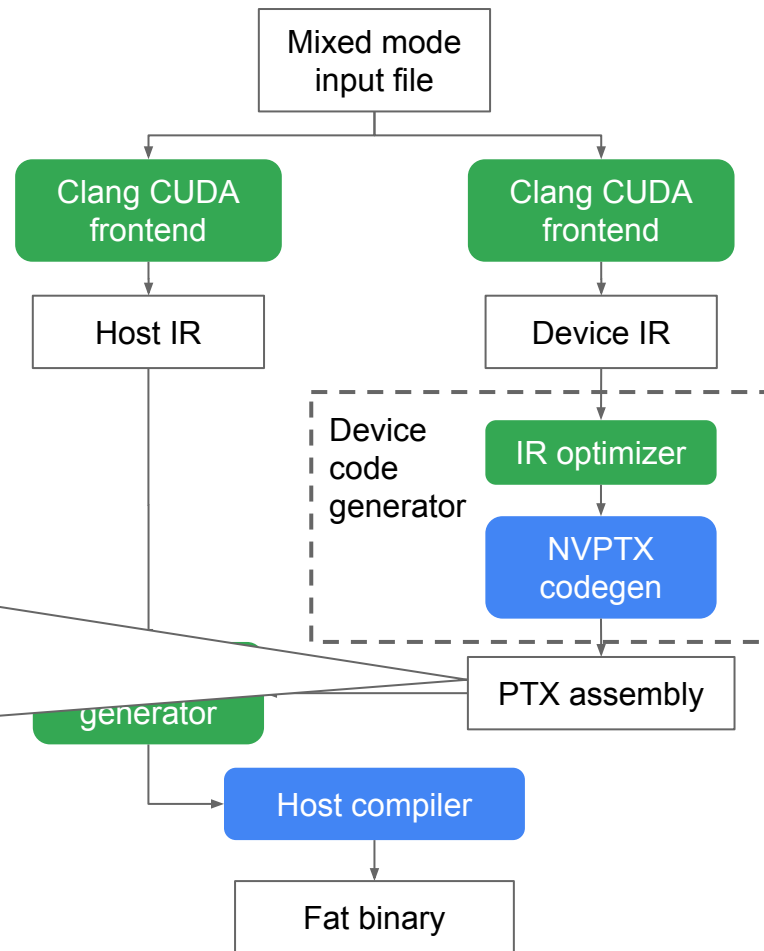 Mixed mode
input file
Clang CUDA
frontend
Clang CUDA
frontend
Host IR
Device IR
Device
code
generator
IR optimizer
NVPTX
codegen
PTX assembly
generator
Host compiler
Fat binary